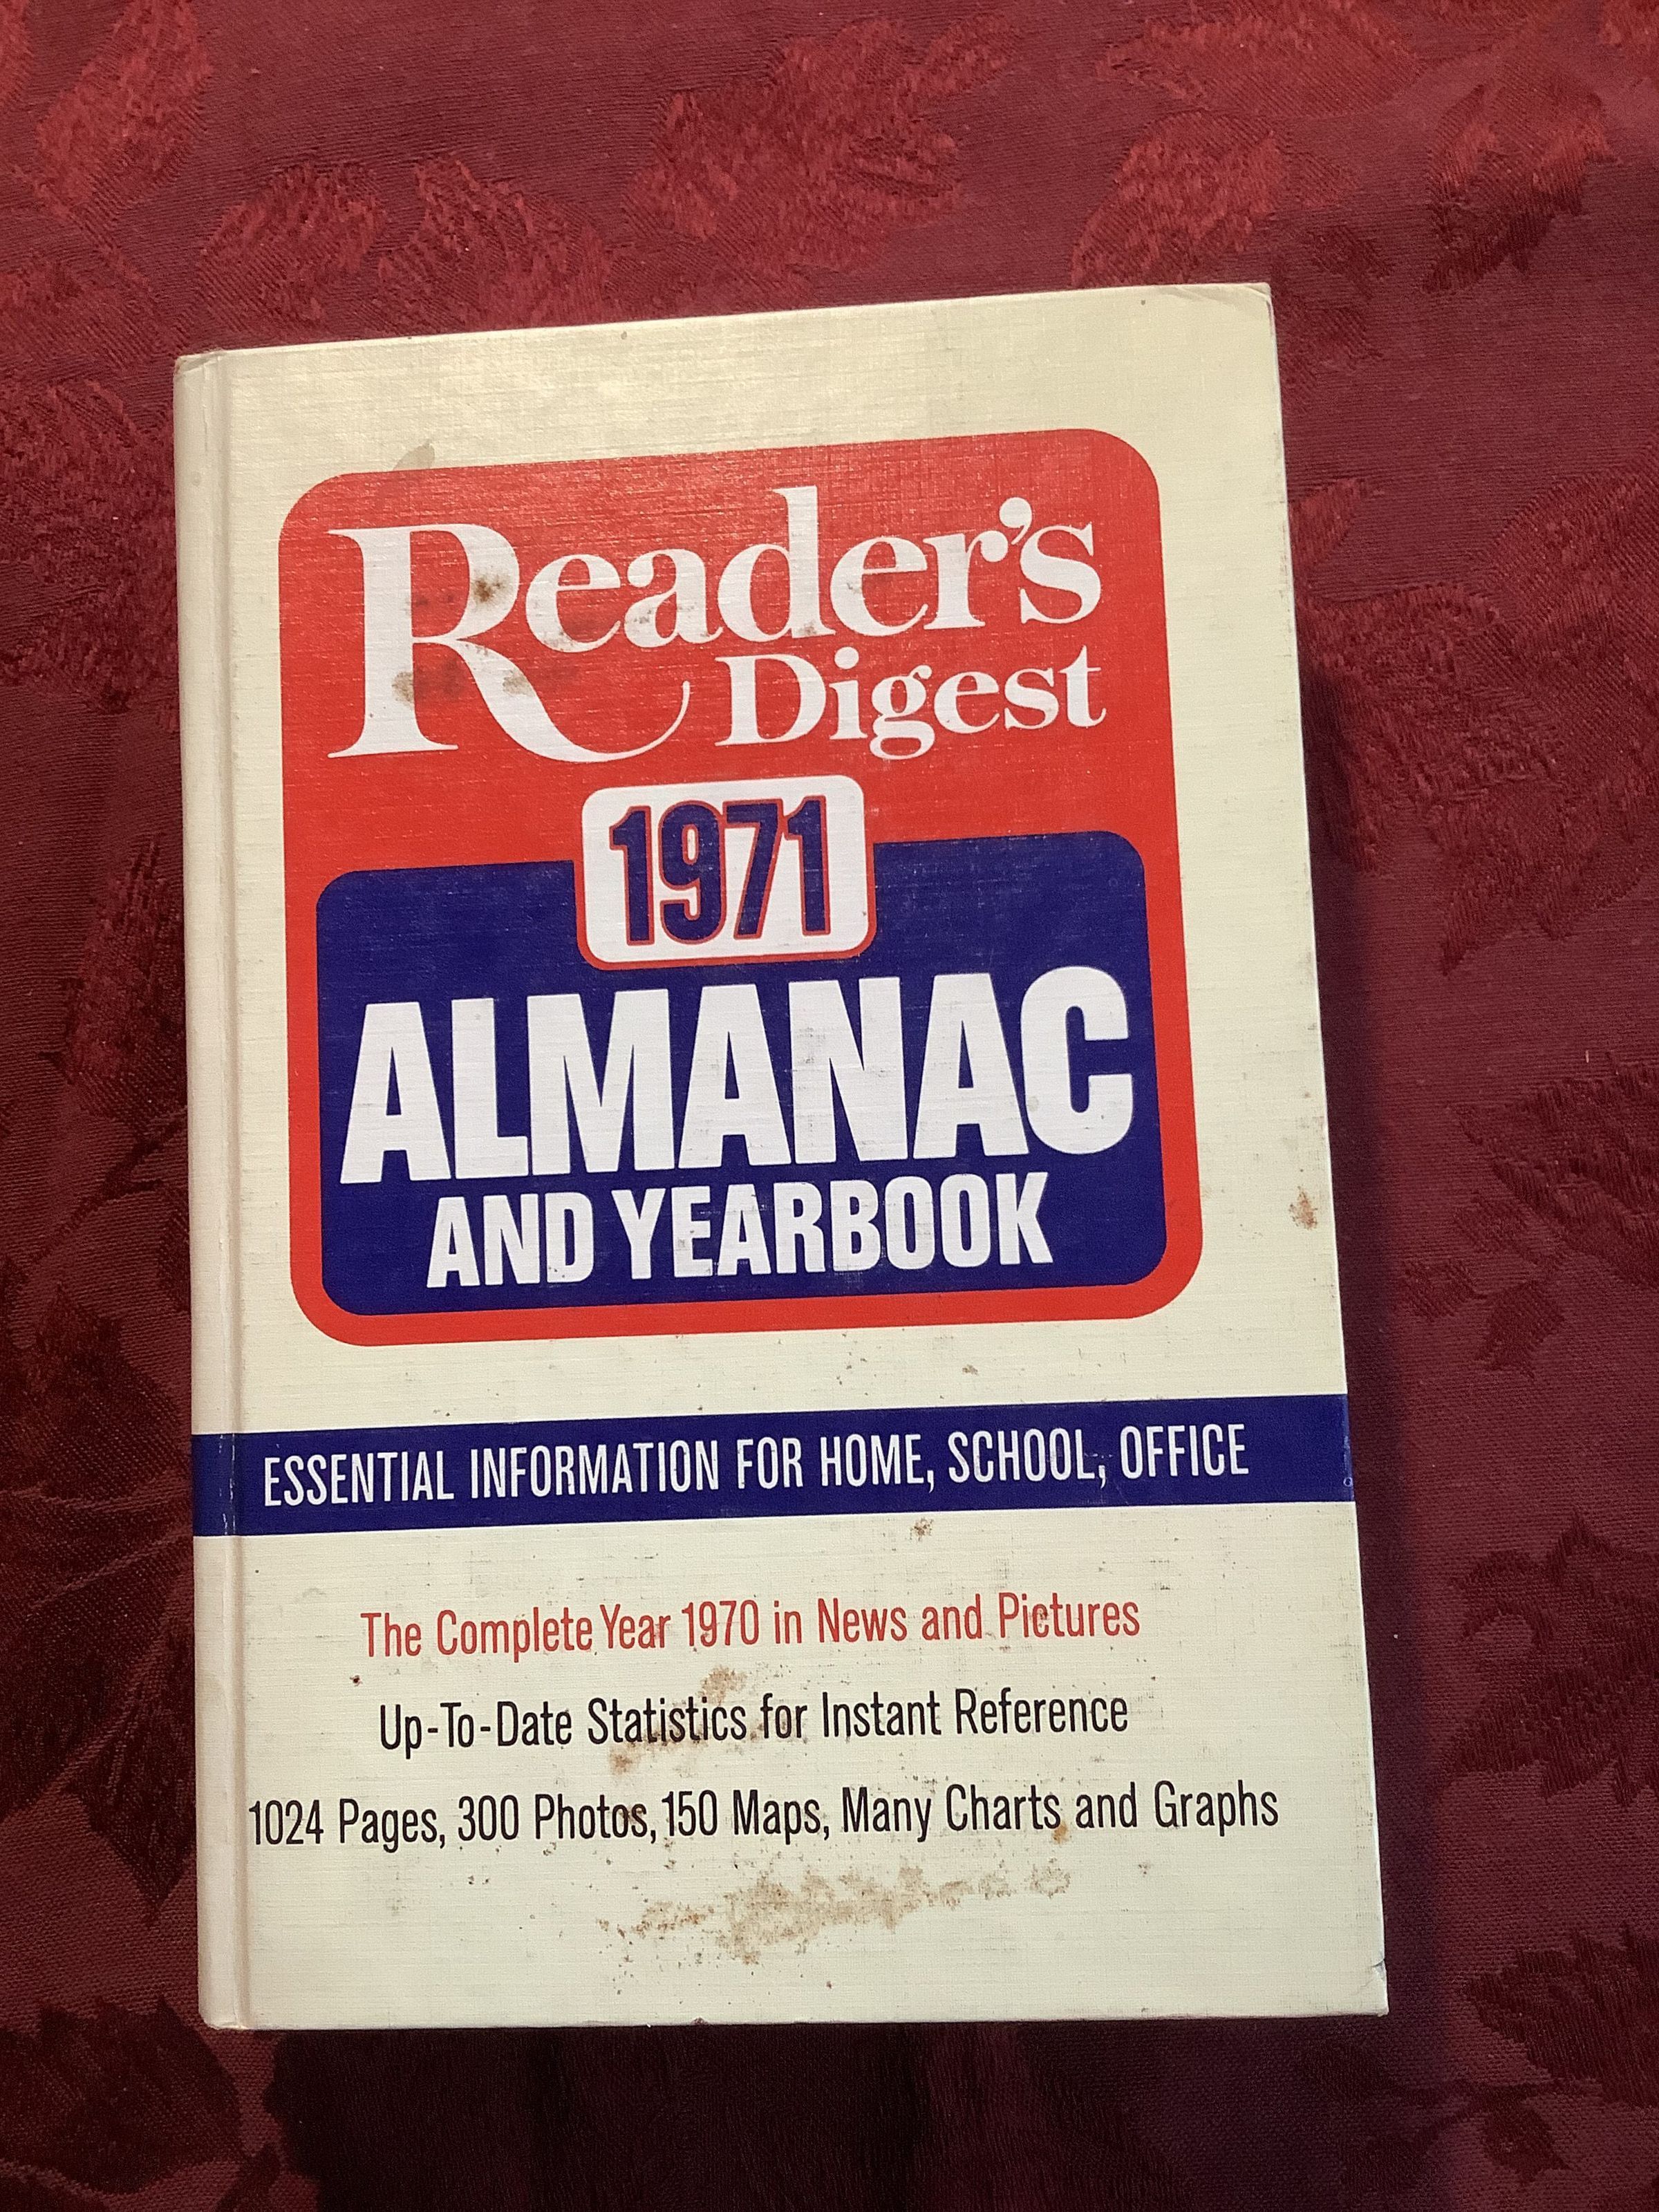 Reader's
Digest
1971
ALMANAC
AND YEARBOOK
ESSENTIAL INFORMATION FOR HOME, SCHOOL, OFFICE
The Complete Year 1970 in News and Pictures
Up-To-Date Statistics for Instant Reference
1024 Pages, 300 Photos, 150 Maps, Many Charts and Graphs